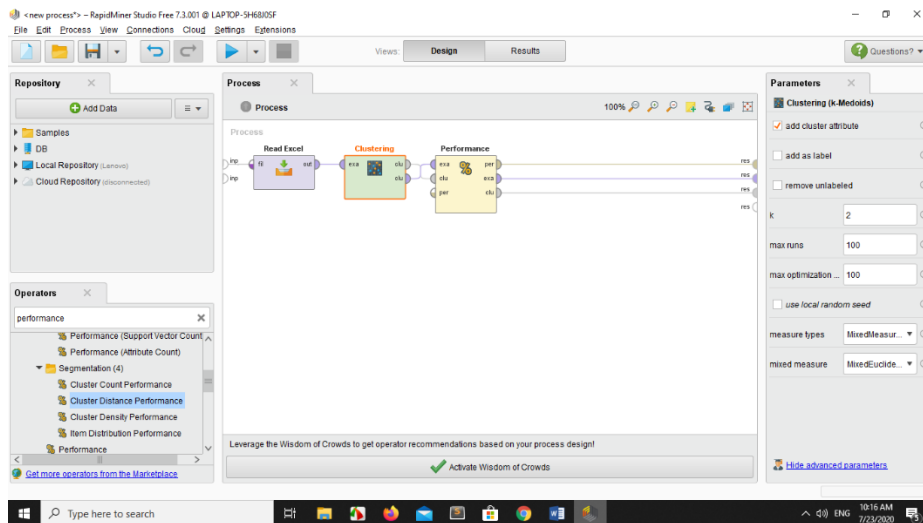 <new process*> – RapidMiner Studio Free 7.3.001 @ LAPTOP-5H68J0SF
File Edit Process View Connections Cloud Settings Extensions
Views: Design Results Questions?
Repository
Add Data
Samples
DB
Local Repository (Lenovo)
Cloud Repository (disconnected)
Operators
performance
Performance (Support Vector Count
Performance (Attribute Count)
Segmentation (4)
Cluster Count Performance
Cluster Distance Performance
Cluster Density Performance
Item Distribution Performance
Performance
Get more operators from the Marketplace
Process
Process
100%
Process
Read Excel Clustering Performance
inp fil out exa clu exa per res
inp clu clu exa res
per clu res
res
Leverage the Wisdom of Crowds to get operator recommendations based on your process design!
Activate Wisdom of Crowds
Parameters
Clustering (k-Medoids)
add cluster attribute
add as label
remove unlabeled
k 2
max runs 100
max optimization ... 100
use local random seed
measure types MixedMeasur...
mixed measure MixedEuclide...
Hide advanced parameters
Type here to search
ENG
10:16 AM
7/23/2020